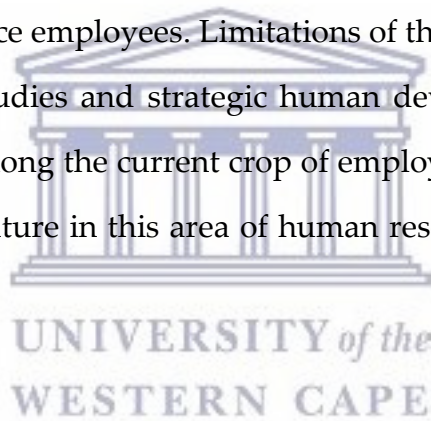 ce employees. Limitations of th
udies and strategic human dev
ong the current crop of employ
ture in this area of human res
UNIVERSITY of the
WESTERN CAPE